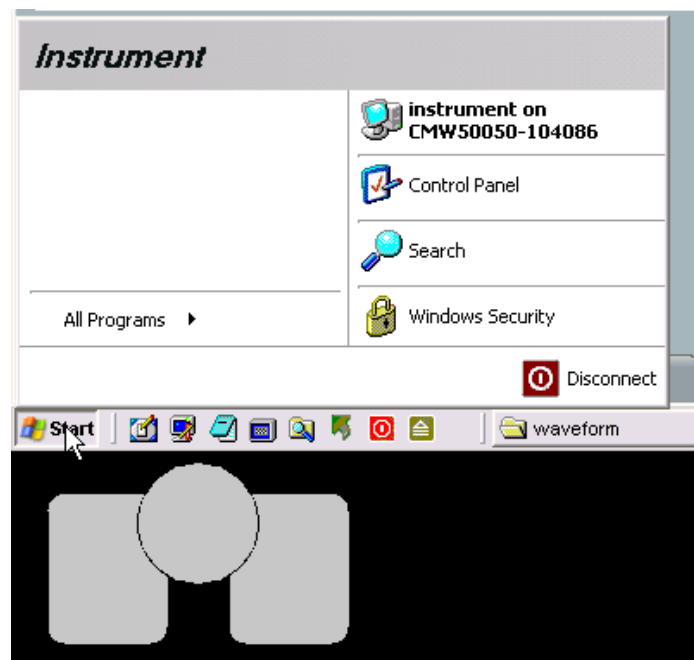 Instrument
instrument on
CMW50050-104086
Control Panel
Search
All Programs
Windows Security
Disconnect
Start
waveform